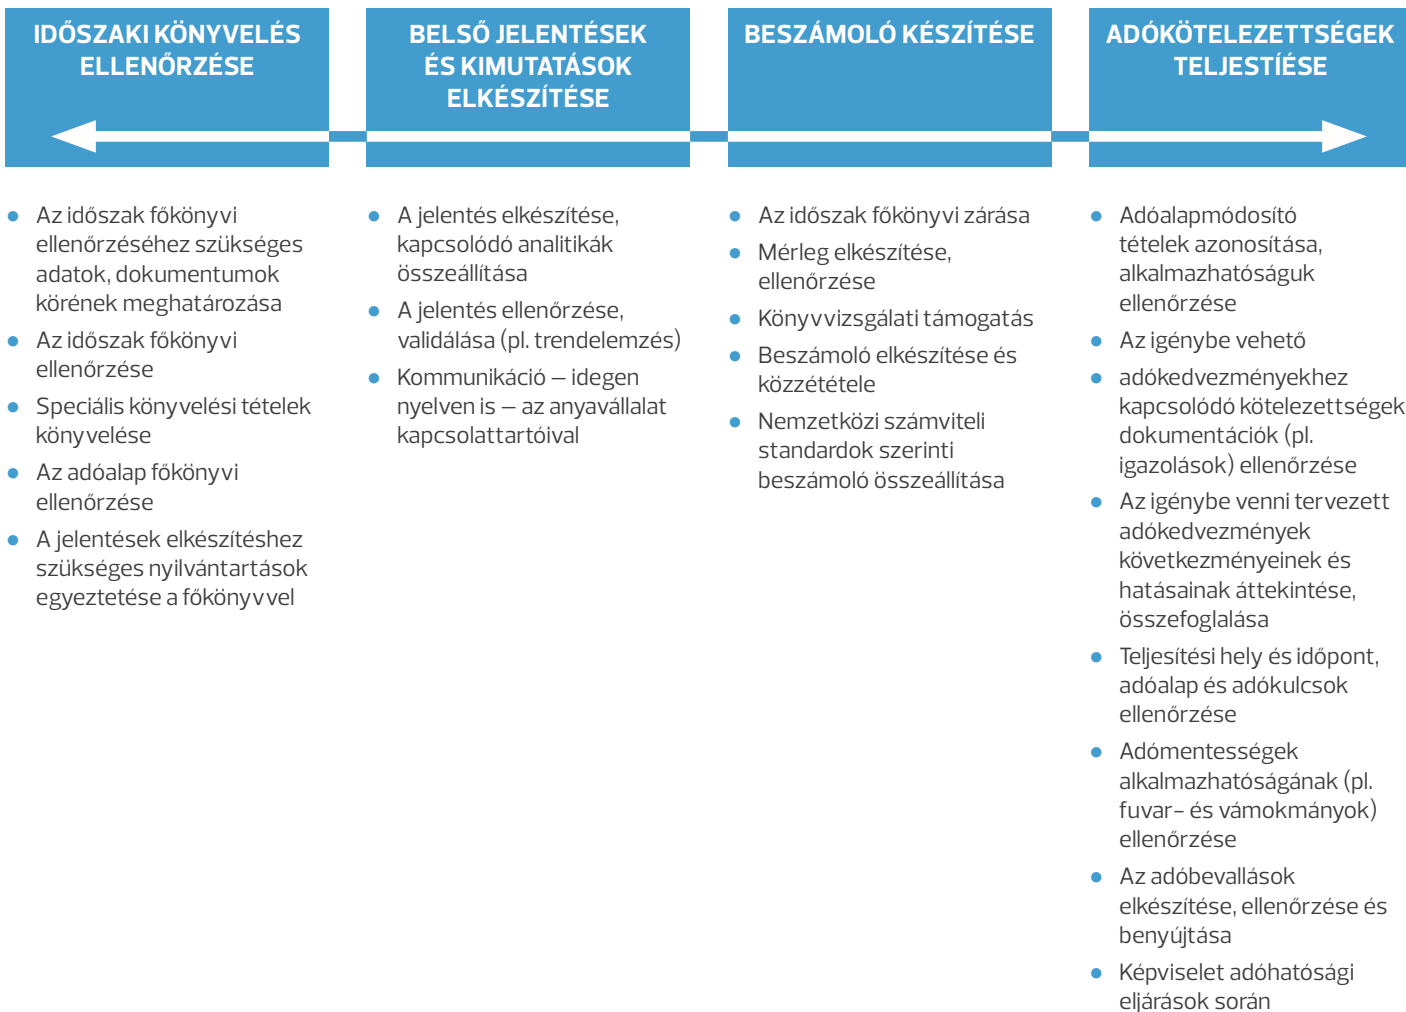 IDŐSZAKI KÖNYVELÉS
ELLENŐRZÉSE
● Az időszak főkönyvi
ellenőrzéséhez szükséges
adatok, dokumentumok
körének meghatározása
● Az időszak főkönyvi
ellenőrzése
● Speciális könyvelési tételek
könyvelése
● Az adóalap főkönyvi
ellenőrzése
● A jelentések elkészítéshez
szükséges nyilvántartások
egyeztetése a főkönyvvel
BELSŐ JELENTÉSEK
ÉS KIMUTATÁSOK
ELKÉSZÍTÉSE
● A jelentés elkészítése,
kapcsolódó analitikák
összeállítása
● A jelentés ellenőrzése,
validálása (pl. trendelemzés)
● Kommunikáció – idegen
nyelven is – az anyavállalat
kapcsolattartóival
BESZÁMOLÓ KÉSZÍTÉSE
● Az időszak főkönyvi zárása
● Mérleg elkészítése,
ellenőrzése
● Könyvvizsgálati támogatás
● Beszámoló elkészítése és
közzététele
● Nemzetközi számviteli
standardok szerinti
beszámoló összeállítása
ADÓKÖTELEZETTSÉGEK
TELJESTÍÉSE
● Adóalapmódosító
tételek azonosítása,
alkalmazhatóságuk
ellenőrzése
● Az igénybe vehető
● adókedvezményekhez
kapcsolódó kötelezettségek
dokumentációk (pl.
igazolások) ellenőrzése
● Az igénybe venni tervezett
adókedvezmények
következményeinek és
hatásainak áttekintése,
összefoglalása
● Teljesítési hely és időpont,
adóalap és adókulcsok
ellenőrzése
● Adómentességek
alkalmazhatóságának (pl.
fuvar- és vámokmányok)
ellenőrzése
● Az adóbevallások
elkészítése, ellenőrzése és
benyújtása
● Képviselet adóhatósági
eljárások során